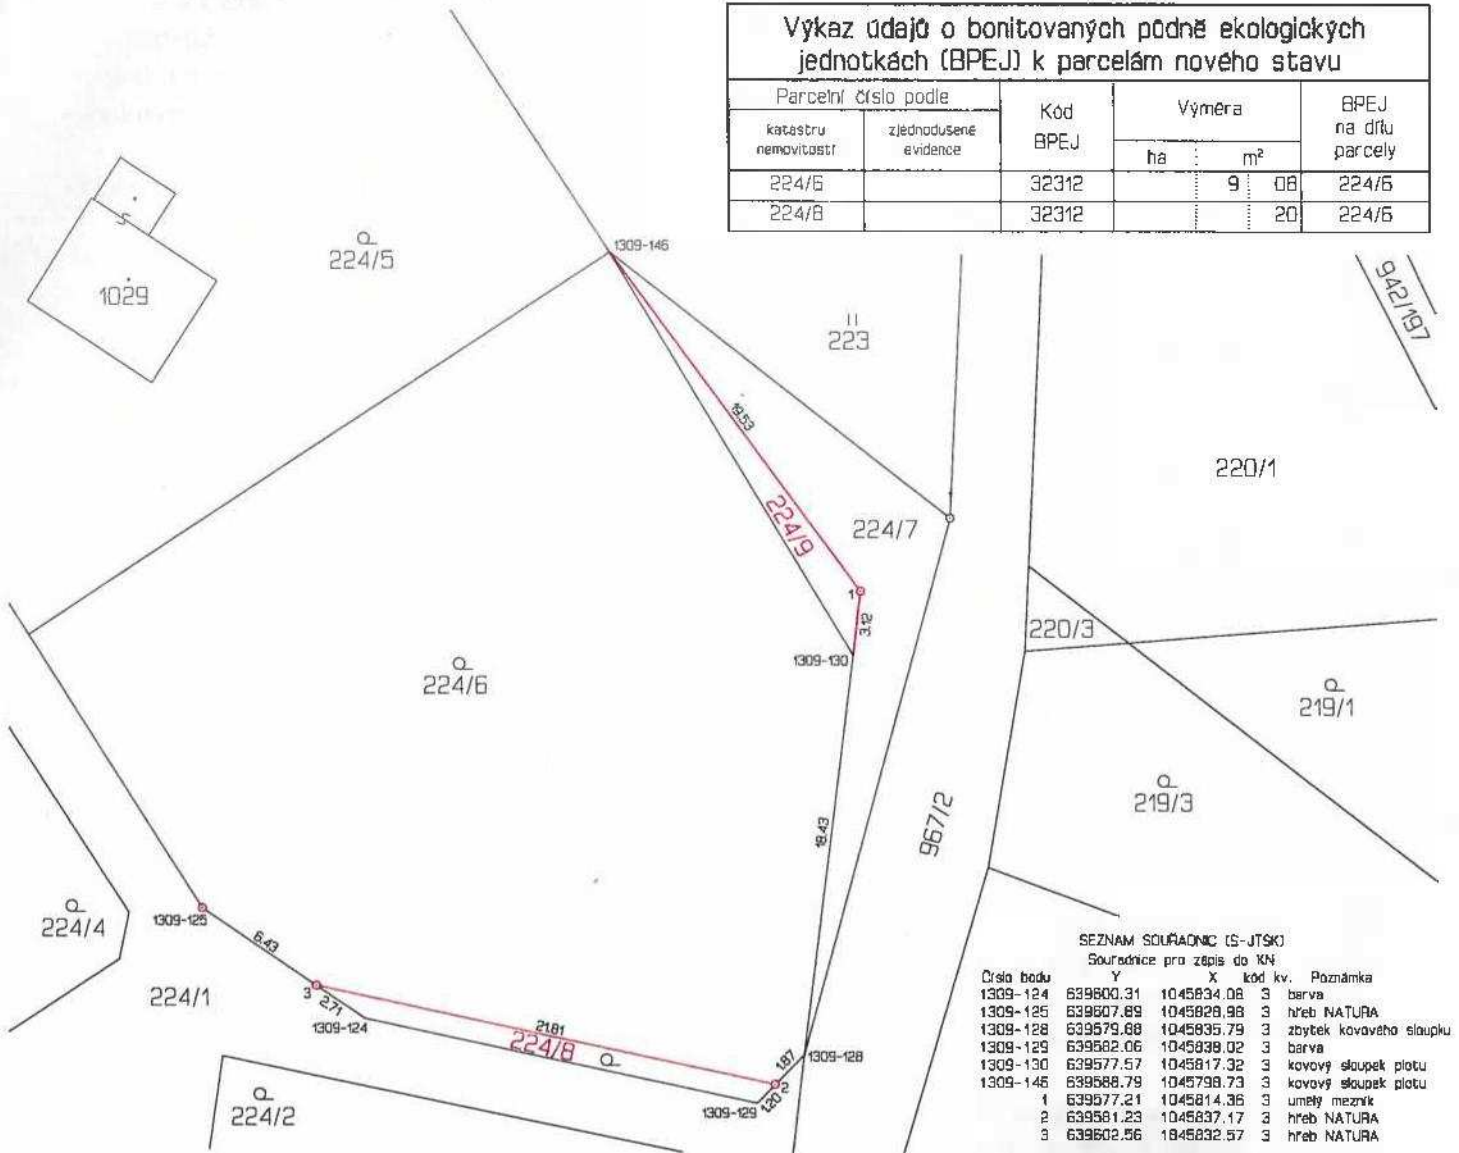 Výkaz údajů o bonitovaných půdně ekologických
jednotkách (BPEJ) k parcelám nového stavu
Parcelní číslo podle
Kód
BPEJ
Výměra
BPEJ
na dílu
parcely
katastru
nemovitostí
zjednodušené
evidence
ha
m²
224/6 32312 9 08 224/6
224/8 32312 20 224/6
1309-146
224/5
1029
223
942/197
19.53
220/1
224/9
224/7
1
3.12
220/3
1309-130
224/6
219/1
219/3
18.43
967/2
224/4
1309-125
6.43
224/1
3
2.71
1309-124
21.81
224/8
1.87
1309-128
2
1.20
1309-129
224/2
SEZNAM SOUŘADNIC (S-JTSK)
Souřadnice pro zápis do KN
Číslo bodu Y X kód kv. Poznámka
1309-124 639600.31 1045834.08 3 barva
1309-125 639607.89 1045828.98 3 hřeb NATURA
1309-128 639579.88 1045835.79 3 zbytek kovového sloupku
1309-129 639582.06 1045838.02 3 barva
1309-130 639577.57 1045817.32 3 kovový sloupek plotu
1309-146 639588.79 1045798.73 3 kovový sloupek plotu
1 639577.21 1045814.36 3 umělý mezník
2 639581.23 1045837.17 3 hřeb NATURA
3 639602.56 1045832.57 3 hřeb NATURA